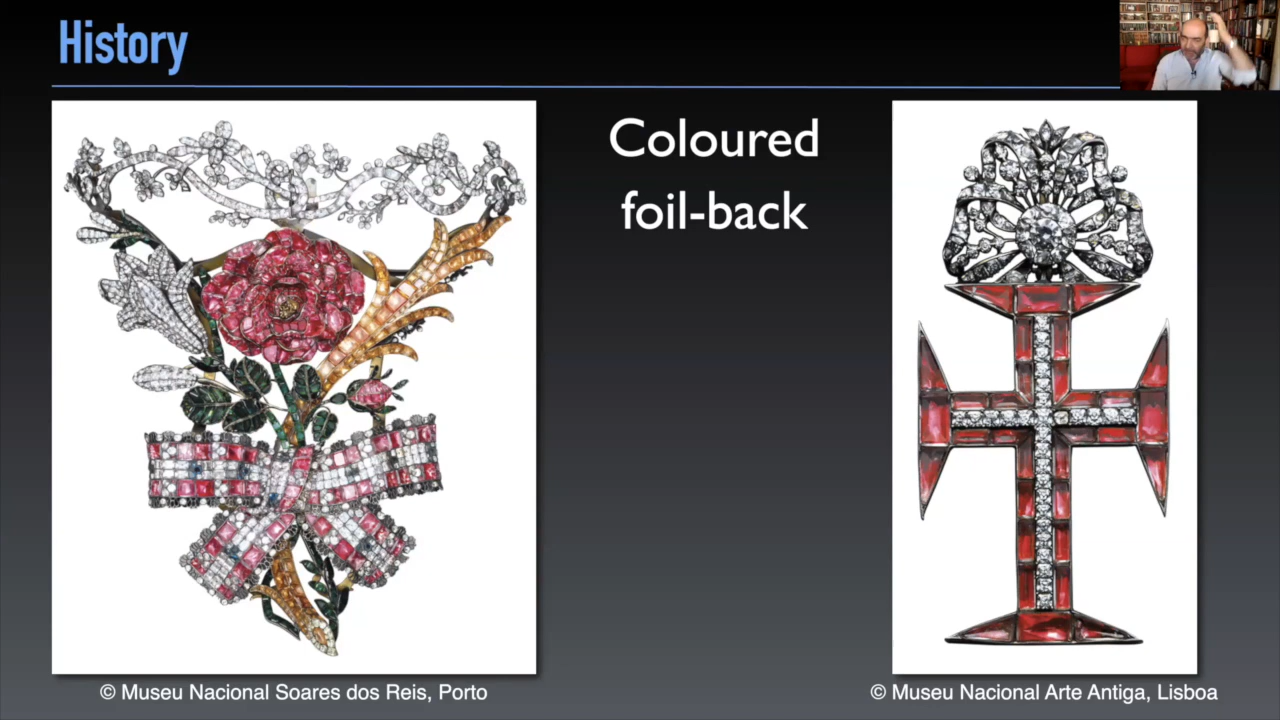 History
Coloured
foil-back
© Museu Nacional Soares dos Reis, Porto
© Museu Nacional Arte Antiga, Lisboa